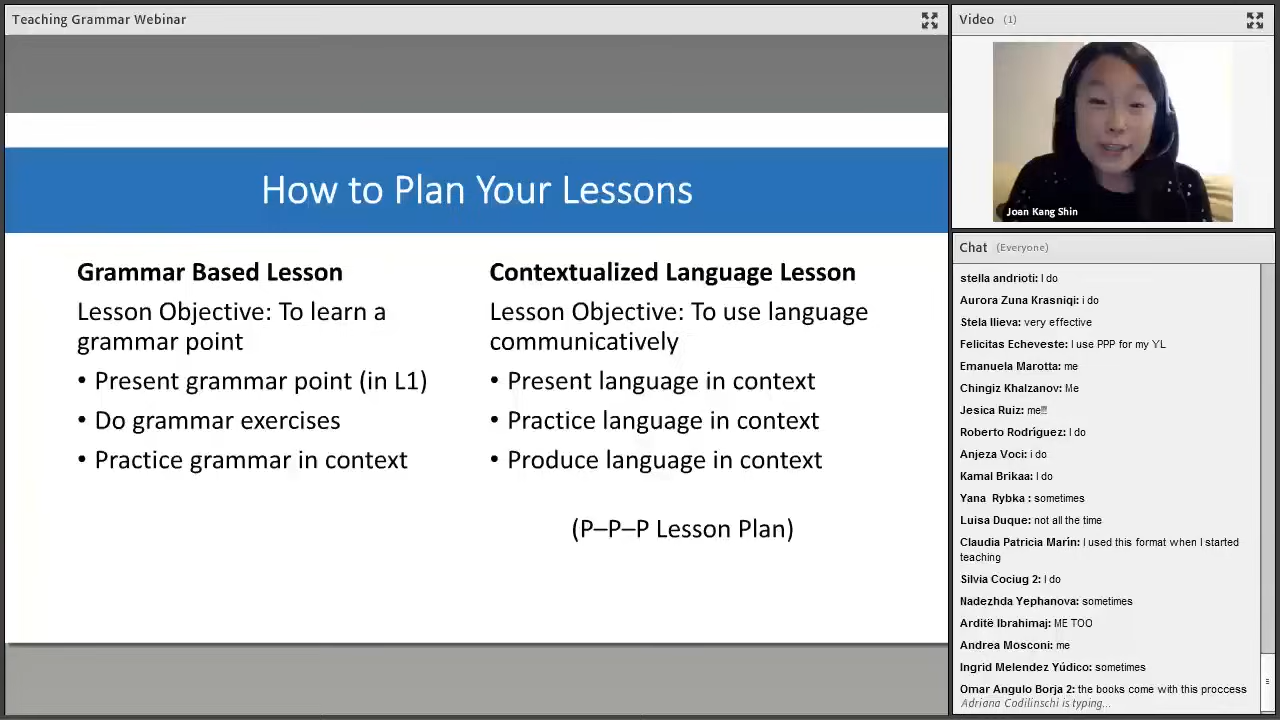 Teaching Grammar Webinar
How to Plan Your Lessons
Grammar Based Lesson
Lesson Objective: To learn a
grammar point
• Present grammar point (in L1)
• Do grammar exercises
• Practice grammar in context
Contextualized Language Lesson
Lesson Objective: To use language
communicatively
• Present language in context
• Practice language in context
• Produce language in context
(P–P–P Lesson Plan)
Video (1)
Joan Kang Shin
Chat (Everyone)
stella andrioti: I do
Aurora Zuna Krasniqi: i do
Stela Ilieva: very effective
Felicitas Echeveste: I use PPP for my YL
Emanuela Marotta: me
Chingiz Khalzanov: Me
Jesica Ruiz: me!!!
Roberto Rodríguez: I do
Anjeza Voci: i do
Kamal Brikaa: I do
Yana Rybka : sometimes
Luisa Duque: not all the time
Claudia Patricia Marín: I used this format when I started
teaching
Silvia Cociug 2: I do
Nadezhda Yephanova: sometimes
Arditë Ibrahimaj: ME TOO
Andrea Mosconi: me
Ingrid Melendez Yúdico: sometimes
Omar Angulo Borja 2: the books come with this proccess
Adriana Codilinschi is typing...